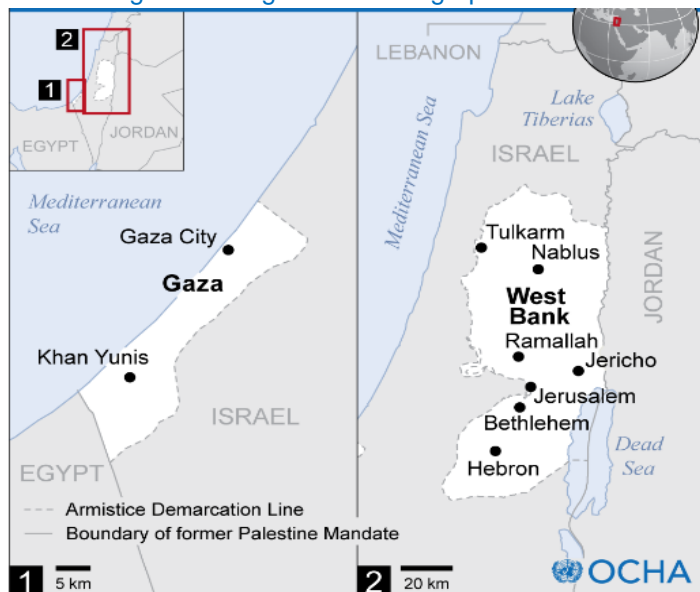 2
1
EGYPT
JORDAN
Mediterranean
Sea
Gaza City
Gaza
Khan Yunis
ISRAEL
EGYPT
Armistice Demarcation Line
Boundary of former Palestine Mandate
1
5 km
LEBANON
Mediterranean Sea
Lake
Tiberias
ISRAEL
Tulkarm
Nablus
West
Bank
Ramallah
Jericho
Jerusalem
Bethlehem
Hebron
JORDAN
Dead
Sea
2
20 km
OCHA